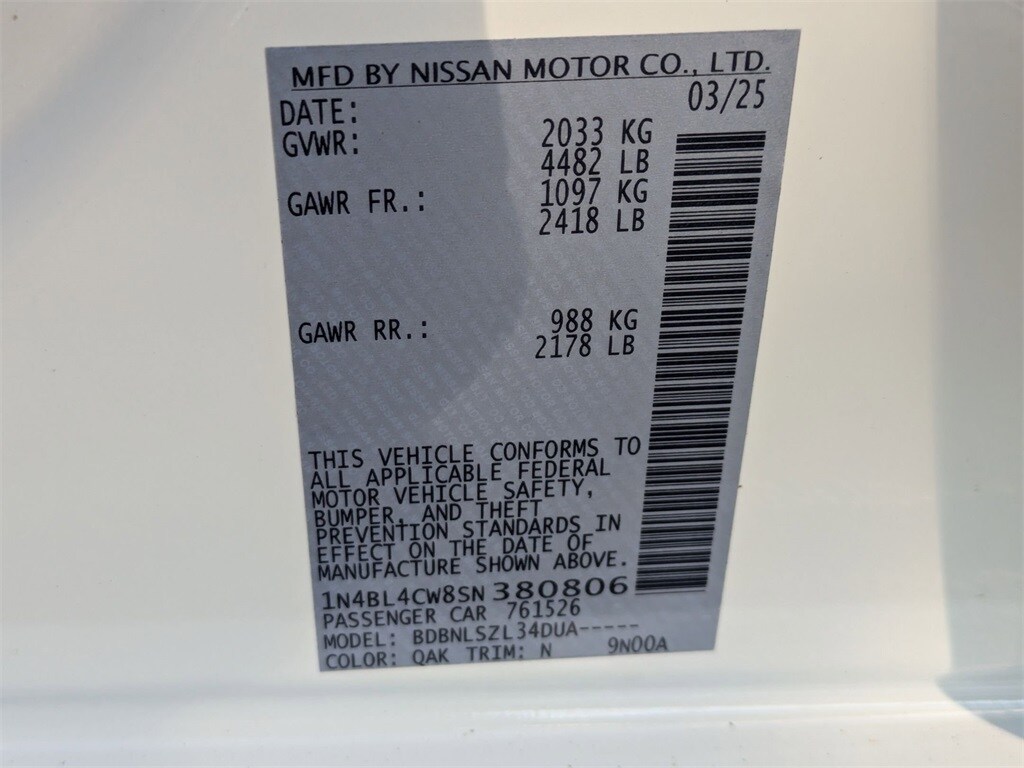 MFD BY NISSAN MOTOR CO., LTD.
DATE: 03/25
GVWR: 2033 KG
4482 LB
GAWR FR.: 1097 KG
2418 LB
GAWR RR.: 988 KG
2178 LB
THIS VEHICLE CONFORMS TO
ALL APPLICABLE FEDERAL
MOTOR VEHICLE SAFETY,
BUMPER, AND THEFT
PREVENTION STANDARDS IN
EFFECT ON THE DATE OF
MANUFACTURE SHOWN ABOVE.
1N4BL4CW8SN380806
PASSENGER CAR 761526
MODEL: BDBNLSZL34DUA-----
COLOR: QAK TRIM: N 9N00A